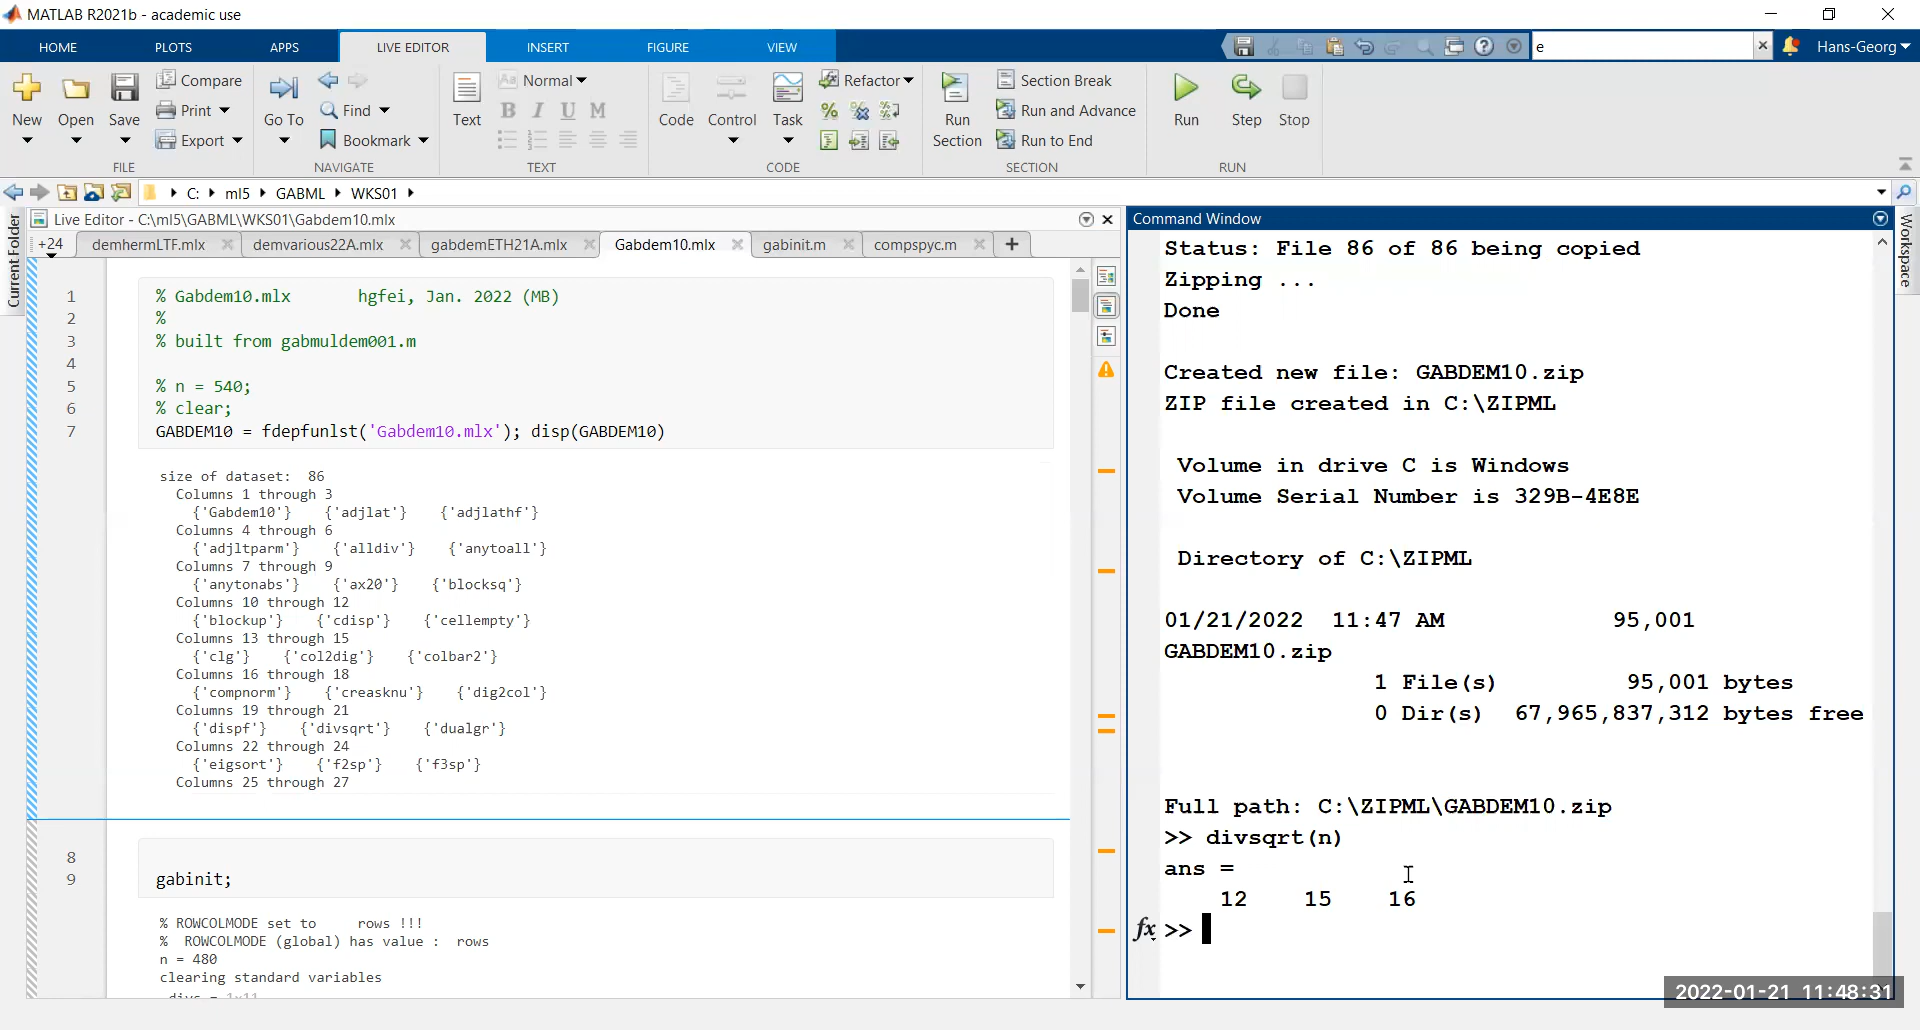 MATLAB R2021b - academic use
HOME PLOTS APPS LIVE EDITOR INSERT FIGURE VIEW
e
Hans-Georg
New Open Save Compare Print Export
FILE
Go To Find Bookmark
NAVIGATE
Text Normal
B I U M
TEXT
Code Control Task Refactor
CODE
Run Section
Section Break
Run and Advance
Run to End
SECTION
Run Step Stop
RUN
C: ml5 GABML WKS01
Current Folder
Live Editor - C:\ml5\GABML\WKS01\Gabdem10.mlx
+24 demhermLTF.mlx demvarious22A.mlx gabdemETH21A.mlx Gabdem10.mlx gabinit.m compspyc.m +
1 % Gabdem10.mlx hgfei, Jan. 2022 (MB)
2 %
3 % built from gabmuldem001.m
4
5 % n = 540;
6 % clear;
7 GABDEM10 = fdepfunlst('Gabdem10.mlx'); disp(GABDEM10)
size of dataset: 86
Columns 1 through 3
{'Gabdem10'} {'adjlat'} {'adjlathf'}
Columns 4 through 6
{'adjltparm'} {'alldiv'} {'anytoall'}
Columns 7 through 9
{'anytonabs'} {'ax20'} {'blocksq'}
Columns 10 through 12
{'blockup'} {'cdisp'} {'cellempty'}
Columns 13 through 15
{'clg'} {'col2dig'} {'colbar2'}
Columns 16 through 18
{'compnorm'} {'creasknu'} {'dig2col'}
Columns 19 through 21
{'dispf'} {'divsqrt'} {'dualgr'}
Columns 22 through 24
{'eigsort'} {'f2sp'} {'f3sp'}
Columns 25 through 27
8
9 gabinit;
% ROWCOLMODE set to rows !!!
% ROWCOLMODE (global) has value : rows
n = 480
clearing standard variables
divs = 1x11
Command Window
Status: File 86 of 86 being copied
Zipping ...
Done
Created new file: GABDEM10.zip
ZIP file created in C:\ZIPML
Volume in drive C is Windows
Volume Serial Number is 329B-4E8E
Directory of C:\ZIPML
01/21/2022 11:47 AM 95,001
GABDEM10.zip
1 File(s) 95,001 bytes
0 Dir(s) 67,965,837,312 bytes free
Full path: C:\ZIPML\GABDEM10.zip
>> divsqrt(n)
ans =
12 15 16
fx >>
Workspace
2022-01-21 11:48:31